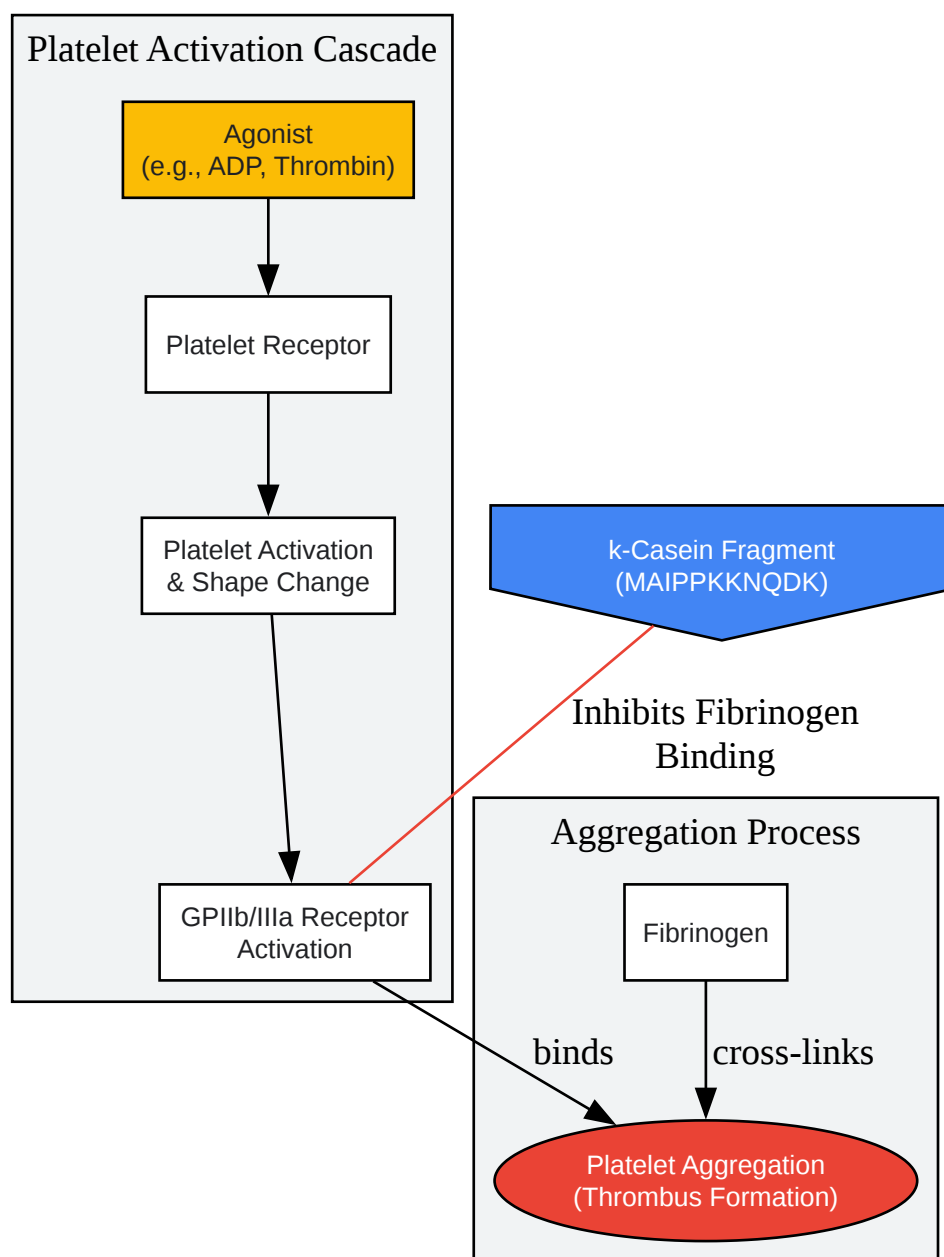 Platelet Activation Cascade
Agonist
(e.g., ADP, Thrombin)
Platelet Receptor
Platelet Activation
& Shape Change
k-Casein Fragment
(MAIPPKKNQDK)
Inhibits Fibrinogen
Binding
Aggregation Process
GPIIb/IIIa Receptor
Activation
Fibrinogen
binds
cross-links
Platelet Aggregation
(Thrombus Formation)